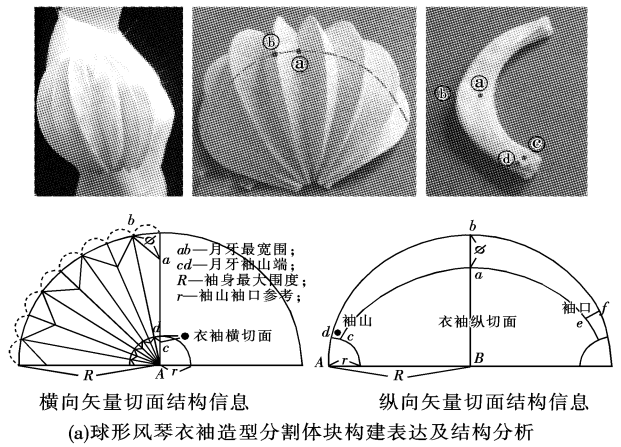 ⓑ
ⓐ
ⓐ
ⓑ
ⓒ
ⓓ
b
ø
a
ab—月牙最宽围;
cd—月牙袖山端;
R—袖身最大围度;
r—袖山袖口参考;
d
c
衣袖横切面
R
A
r
横向矢量切面结构信息
b
ø
a
袖山
d
c
衣袖纵切面
袖口
f
e
A
r
R
B
纵向矢量切面结构信息
(a)球形风琴衣袖造型分割体块构建表达及结构分析